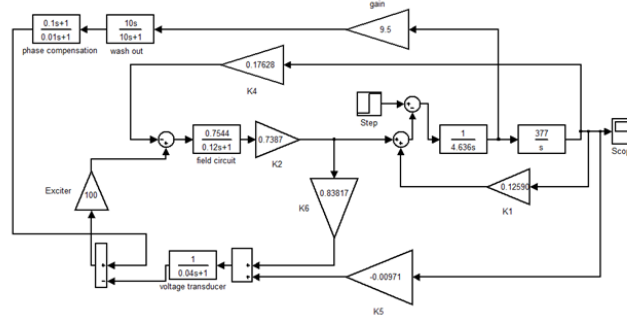 gain
0.1s+1
0.01s+1
phase compensation
10s
10s+1
wash out
9.5
0.17628
K4
Step
0.7544
0.12s+1
field circuit
0.7387
K2
1
4.636s
377
s
Scop
0.12590
K1
Exciter
100
0.83817
K6
1
0.04s+1
voltage transducer
-0.00971
K5